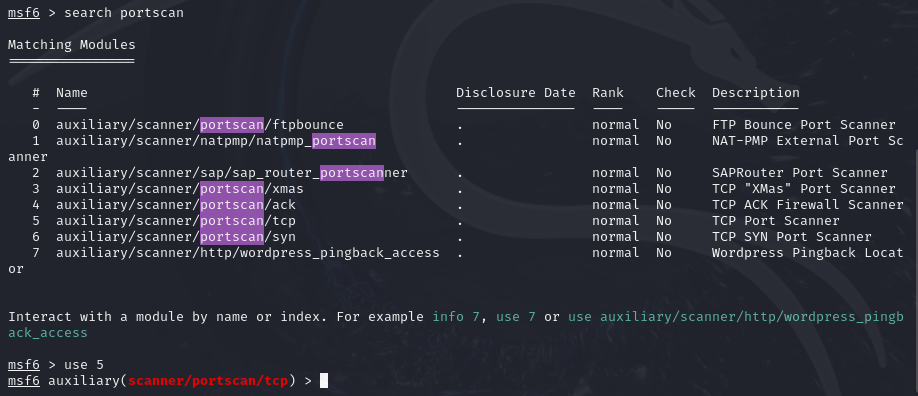 msf6 > search portscan
Matching Modules
================
#  Name                                         Disclosure Date  Rank    Check  Description
-  ----                                         ---------------  ----    -----  -----------
0  auxiliary/scanner/portscan/ftpbounce         .                normal  No     FTP Bounce Port Scanner
1  auxiliary/scanner/natpmp/natpmp_portscan     .                normal  No     NAT-PMP External Port Sc
anner
2  auxiliary/scanner/sap/sap_router_portscanner .                normal  No     SAPRouter Port Scanner
3  auxiliary/scanner/portscan/xmas              .                normal  No     TCP "XMas" Port Scanner
4  auxiliary/scanner/portscan/ack               .                normal  No     TCP ACK Firewall Scanner
5  auxiliary/scanner/portscan/tcp               .                normal  No     TCP Port Scanner
6  auxiliary/scanner/portscan/syn               .                normal  No     TCP SYN Port Scanner
7  auxiliary/scanner/http/wordpress_pingback_access  .           normal  No     Wordpress Pingback Locat
or
Interact with a module by name or index. For example info 7, use 7 or use auxiliary/scanner/http/wordpress_pingb
ack_access
msf6 > use 5
msf6 auxiliary(scanner/portscan/tcp) >